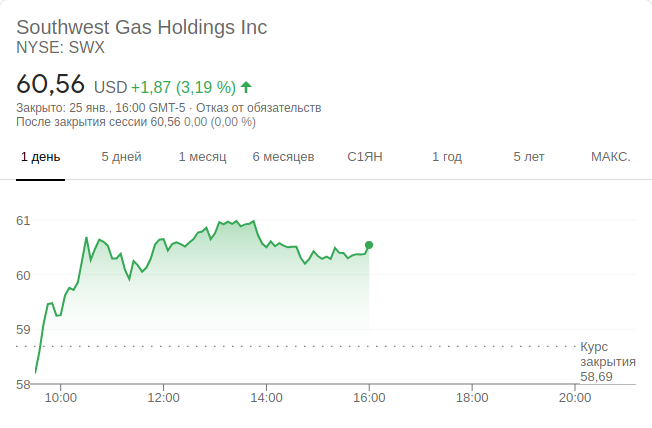 Southwest Gas Holdings Inc
NYSE: SWX
60,56 USD +1,87 (3,19 %)
Закрыто: 25 янв., 16:00 GMT-5 · Отказ от обязательств
После закрытия сессии 60,56 0,00 (0,00 %)
1 день 5 дней 1 месяц 6 месяцев С1ЯН 1 год 5 лет МАКС.
61
60
59
Курс
закрытия
58,69
58
10:00 12:00 14:00 16:00 18:00 20:00